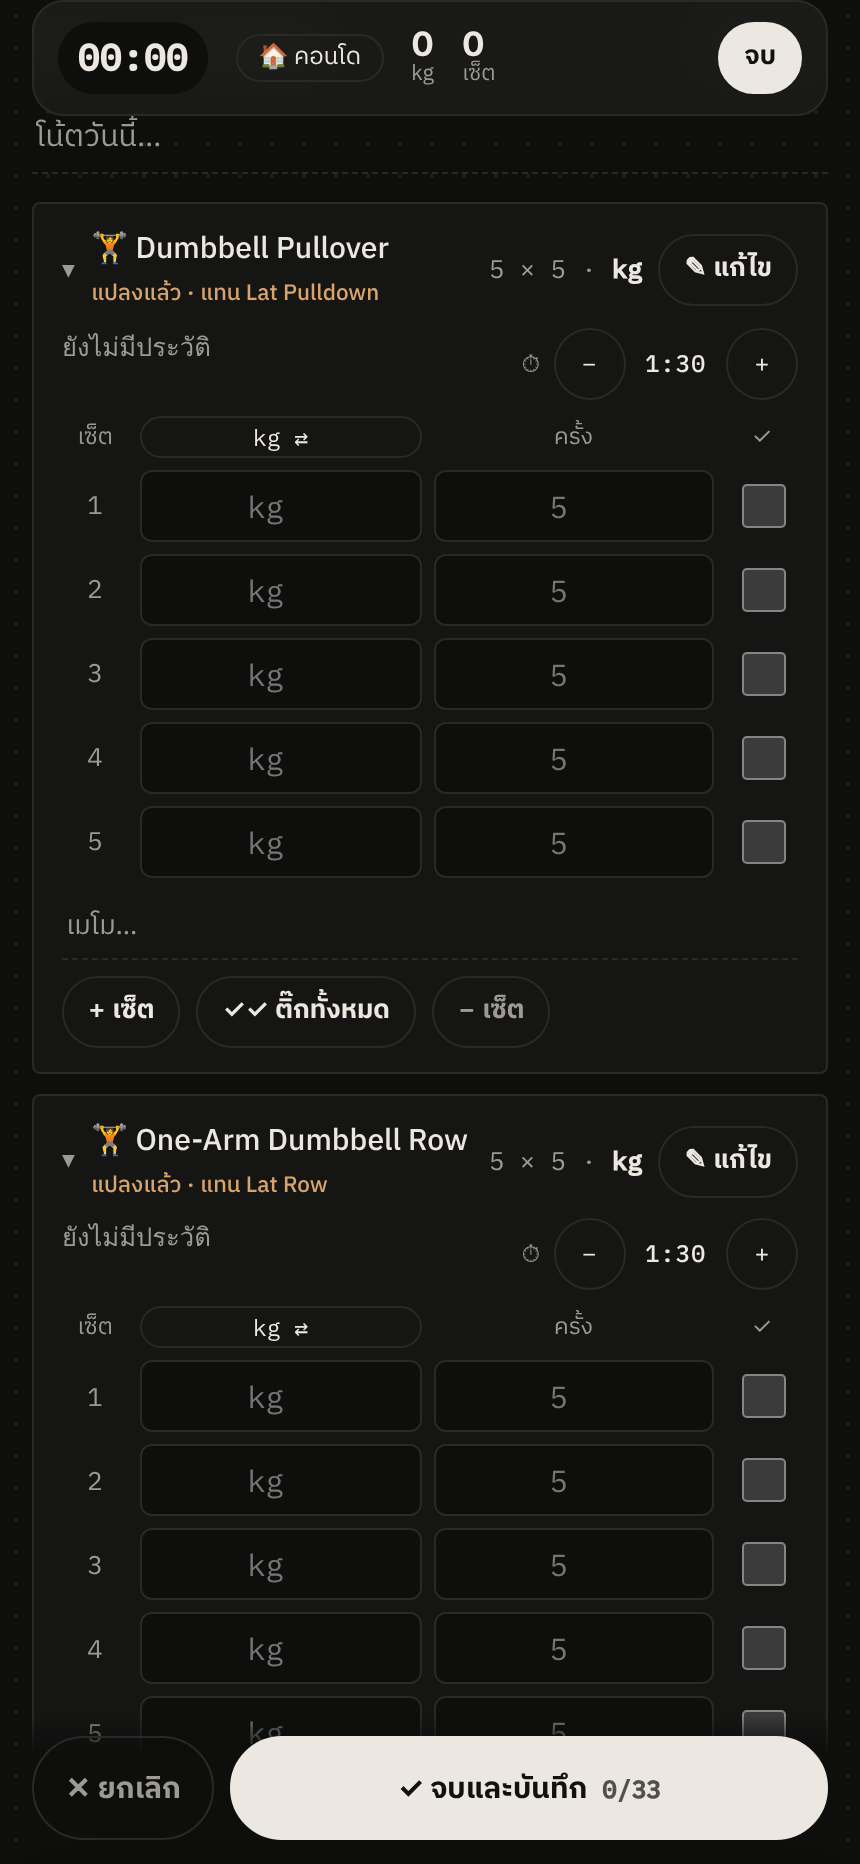 00:00 🏠 คอนโด 0 kg 0 เซ็ต จบ
โน้ตวันนี้...
▼ 🏋️ Dumbbell Pullover 5 × 5 · kg ✎ แก้ไข
แปลงแล้ว · แทน Lat Pulldown
ยังไม่มีประวัติ ⏱ − 1:30 +
เซ็ต kg ⇄ ครั้ง ✓
1 kg 5
2 kg 5
3 kg 5
4 kg 5
5 kg 5
เมโม...
+ เซ็ต ✓✓ ติ๊กทั้งหมด − เซ็ต
▼ 🏋️ One-Arm Dumbbell Row 5 × 5 · kg ✎ แก้ไข
แปลงแล้ว · แทน Lat Row
ยังไม่มีประวัติ ⏱ − 1:30 +
เซ็ต kg ⇄ ครั้ง ✓
1 kg 5
2 kg 5
3 kg 5
4 kg 5
5 kg 5
✕ ยกเลิก ✓ จบและบันทึก 0/33